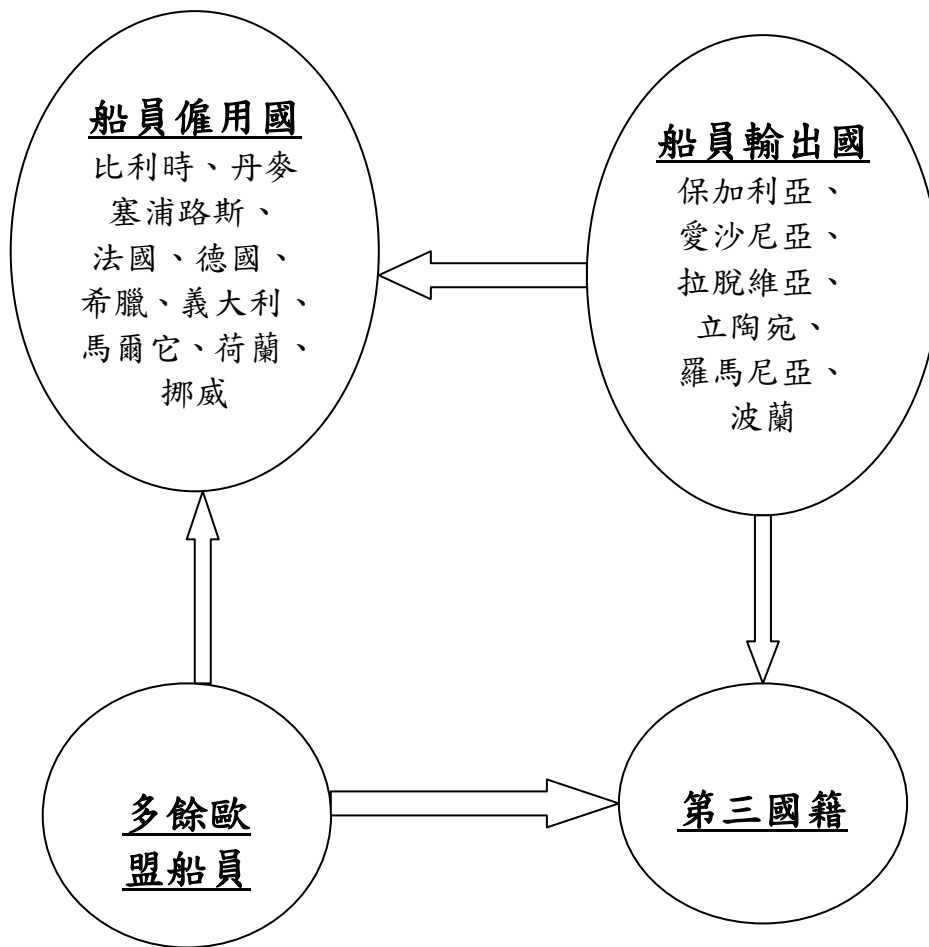 船員僱用國
比利時、丹麥
塞浦路斯、
法國、德國、
希臘、義大利、
馬爾它、荷蘭、
挪威
船員輸出國
保加利亞、
愛沙尼亞、
拉脫維亞、
立陶宛、
羅馬尼亞、
波蘭
多餘歐
盟船員
第三國籍